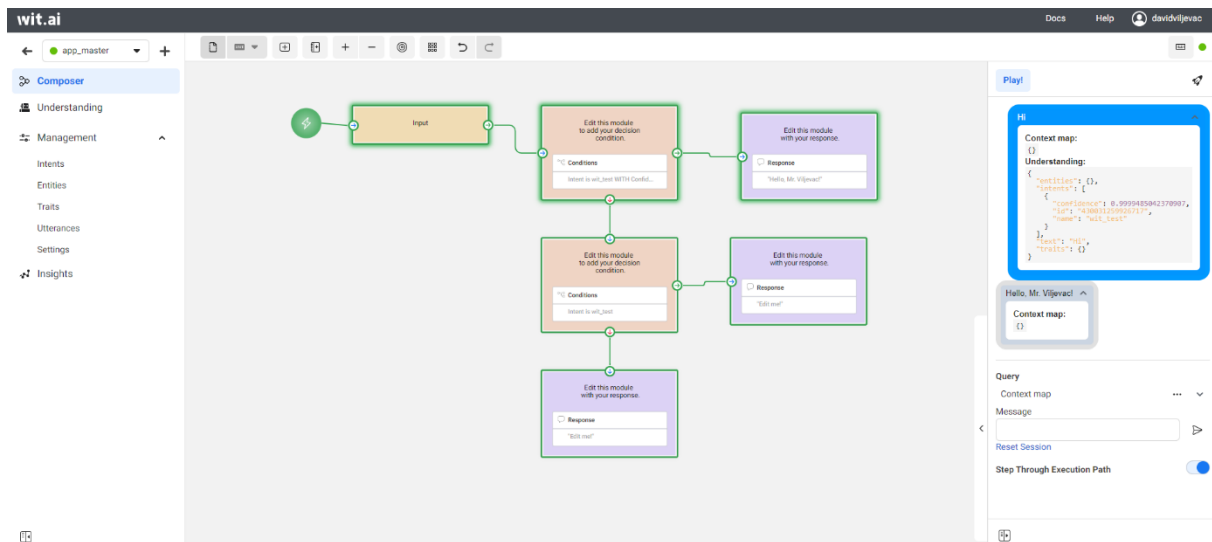 wit.ai
Docs Help davidviljevac
app_master
Composer
Understanding
Management
Intents
Entities
Traits
Utterances
Settings
Insights
Input
Edit this module
to add your decision
condition.
Conditions
Intent is wit_test WITH Confid...
Edit this module
with your response.
Response
"Hello, Mr. Viljevac!"
Edit this module
to add your decision
condition.
Conditions
Intent is wit_test
Edit this module
with your response.
Response
"Edit me!"
Edit this module
with your response.
Response
"Edit me!"
Play!
Hi
Context map:
{}
Understanding:
{
"entities": {},
"intents": [
{
"confidence": 0.9999485042370987,
"id": "430031259926717",
"name": "wit_test"
}
],
"text": "Hi",
"traits": {}
}
Hello, Mr. Viljevac!
Context map:
{}
Query
Context map
Message
Reset Session
Step Through Execution Path